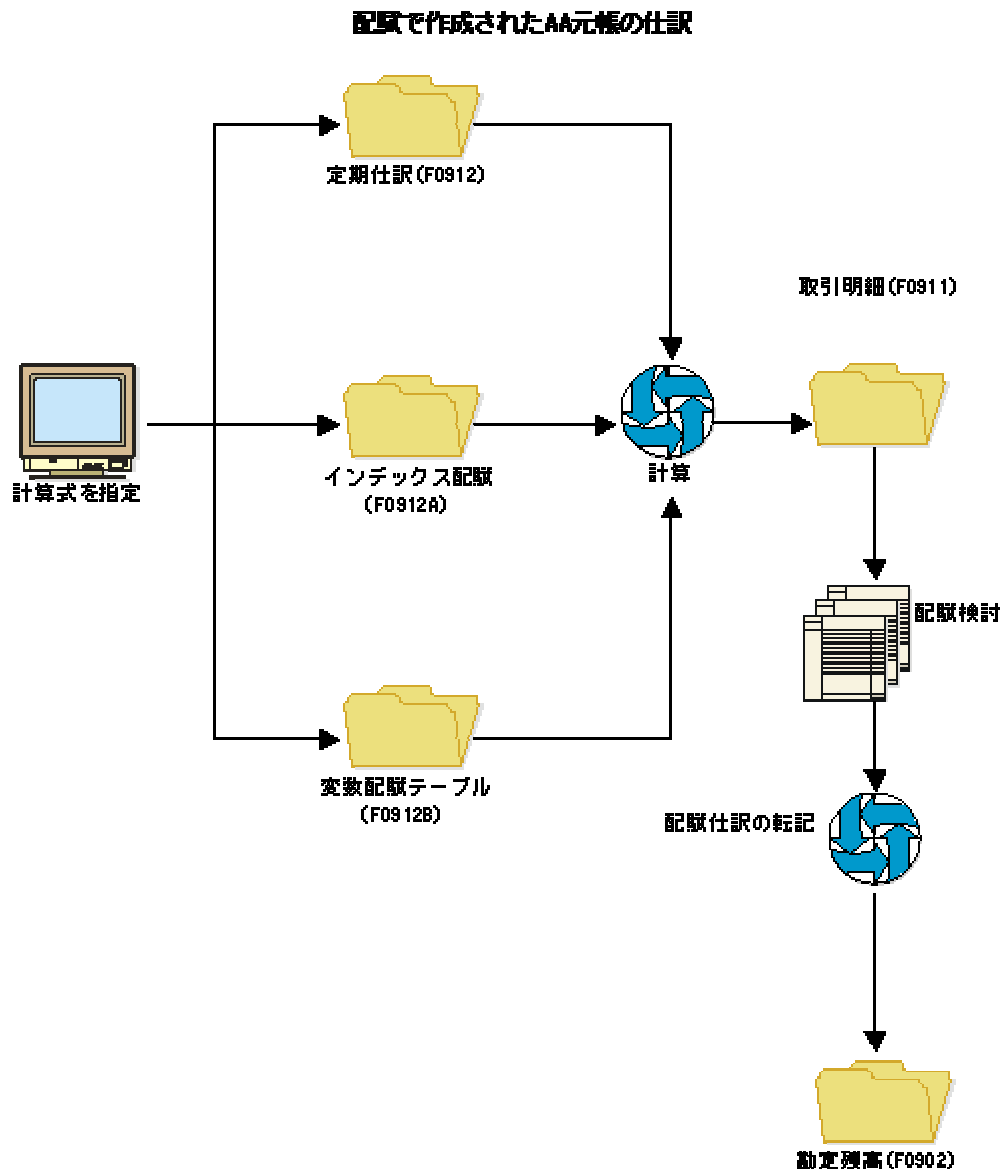 配賦で作成されたAA元帳の仕訳
定期仕訳(F0912)
取引明細(F0911)
計算式を指定
インデックス配賦
(F0912A)
計算
配賦検討
変数配賦テーブル
(F0912B)
配賦仕訳の転記
勘定残高(F0902)